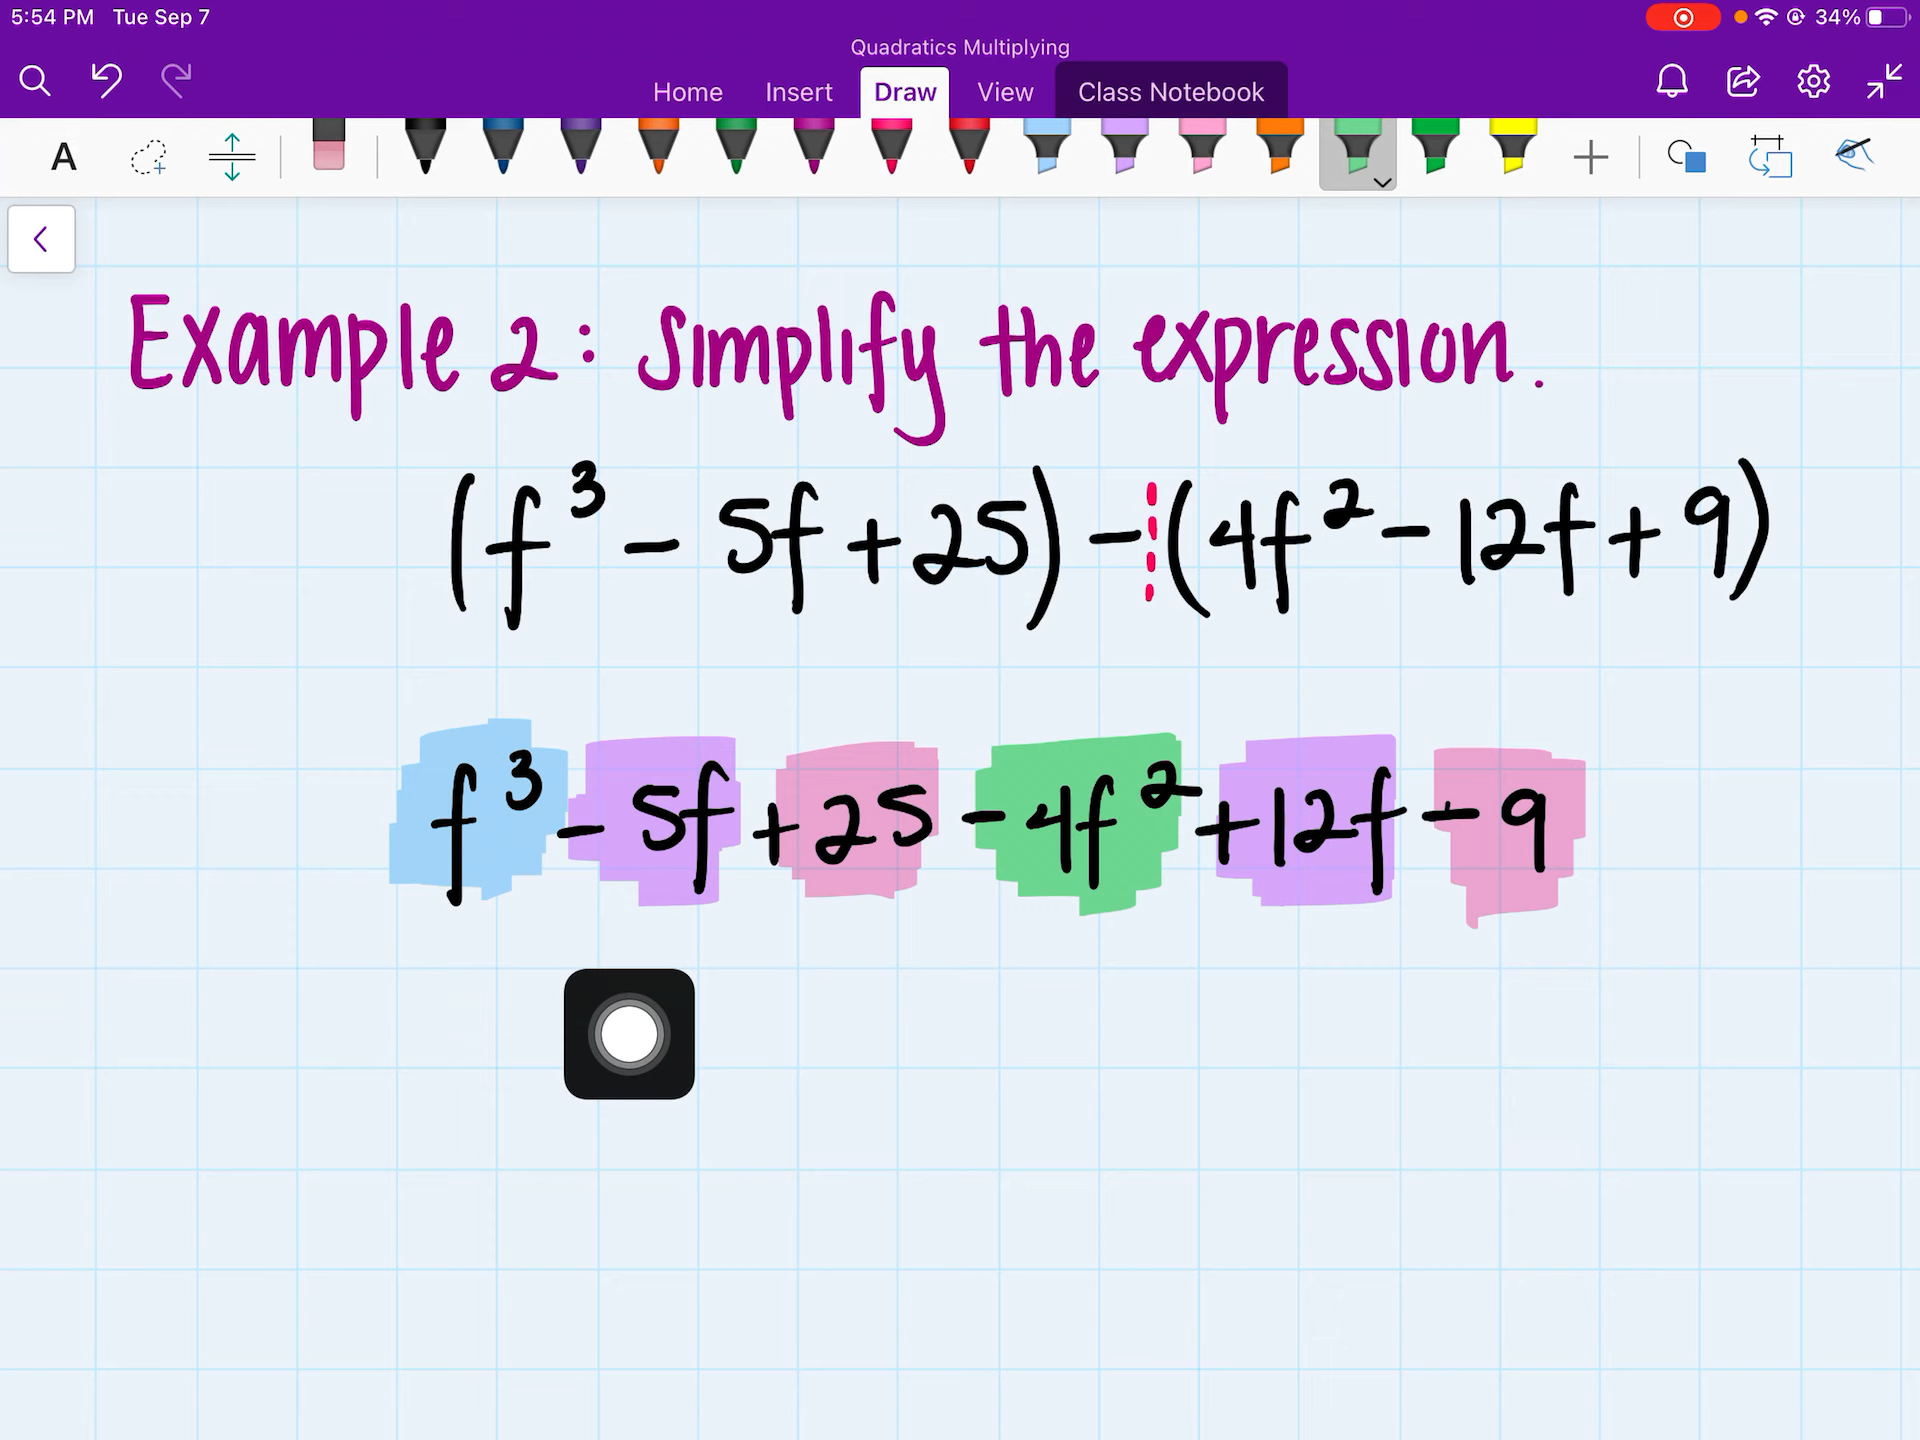 5:54 PM Tue Sep 7 34%
Quadratics Multiplying
Home Insert Draw View Class Notebook
A
Example 2: Simplify the expression.
(f³ - 5f + 25) - (4f² - 12f + 9)
f³ - 5f + 25 - 4f² + 12f - 9